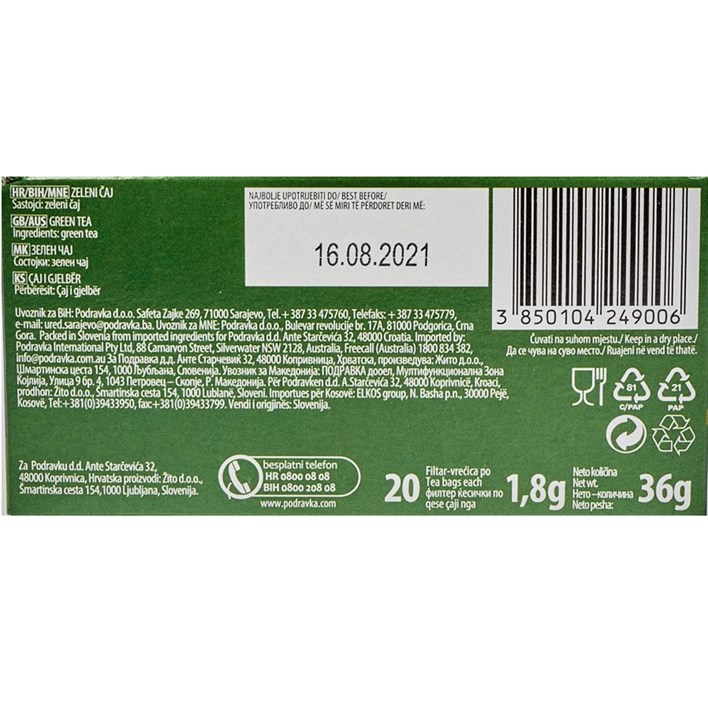 HR/BIH/MNE ZELENI ČAJ
Sastojci: zeleni čaj
GB/AUS GREEN TEA
Ingredients: green tea
MK ЗЕЛЕН ЧАЈ
Состојки: зелен чај
KS ÇAJ I GJELBËR
Përbërësit: Çaj i gjelbër
NAJBOLJE UPOTRIJEBITI DO/ BEST BEFORE/
УПОТРЕБЛИВО ДО/ MË SË MIRI TË PËRDORET DERI MË:
16.08.2021
3 850104 249006
Čuvati na suhom mjestu./ Keep in a dry place./
Да се чува на суво место./ Ruajeni në vend të thatë.
Uvoznik za BiH: Podravka d.o.o. Safeta Zajke 269, 71000 Sarajevo, Tel.+ 387 33 475760, Telefaks: +387 33 475779,
e-mail: ured.sarajevo@podravka.ba. Uvoznik za MNE: Podravka d.o.o., Bulevar revolucije br. 17A, 81000 Podgorica, Crna
Gora. Packed in Slovenia from imported ingredients for Podravka d.d. Ante Starčevića 32, 48000 Croatia. Imported by:
Podravka International Pty Ltd, 88 Carnarvon Street, Silverwater NSW 2128, Australia, Freecall (Australia) 1800 834 382,
info@podravka.com.au За Подравка д.д. Анте Старчевиќ 32, 48000 Копривница, Хрватска, произведува: Жито д.о.о.,
Шмартинска цеста 154, 1000 Љубљана, Словенија. Увозник за Македонија: ПОДРАВКА дооел, Мултифункционална Зона
Којнија, Улица 9 бр. 4, 1043 Петровец – Скопје, Р. Македонија. Për Podravken d.d. A.Starčevića 32, 48000 Koprivnicë, Kroaci,
prodhon: Žito d.o.o., Šmartinska cesta 154, 1000 Lublanë, Sloveni. Importues për Kosovë: ELKOS group, N. Basha p.n., 30000 Pejë,
Kosovë, Tel:+381(0)39433950, fax:+381(0)39433799. Vendi i origjinës: Slovenija.
81
C/PAP
21
PAP
Za Podravku d.d. Ante Starčevića 32,
48000 Koprivnica, Hrvatska proizvodi: Žito d.o.o.,
Šmartinska cesta 154,1000 Ljubljana, Slovenija.
besplatni telefon
HR 0800 08 08
BIH 0800 208 08
www.podravka.com
20
Filtar-vrećica po
Tea bags each
филтер ќесички по
qese çaji nga
1,8g
Neto količina
Net wt.
Нето – количина
Neto pesha:
36g